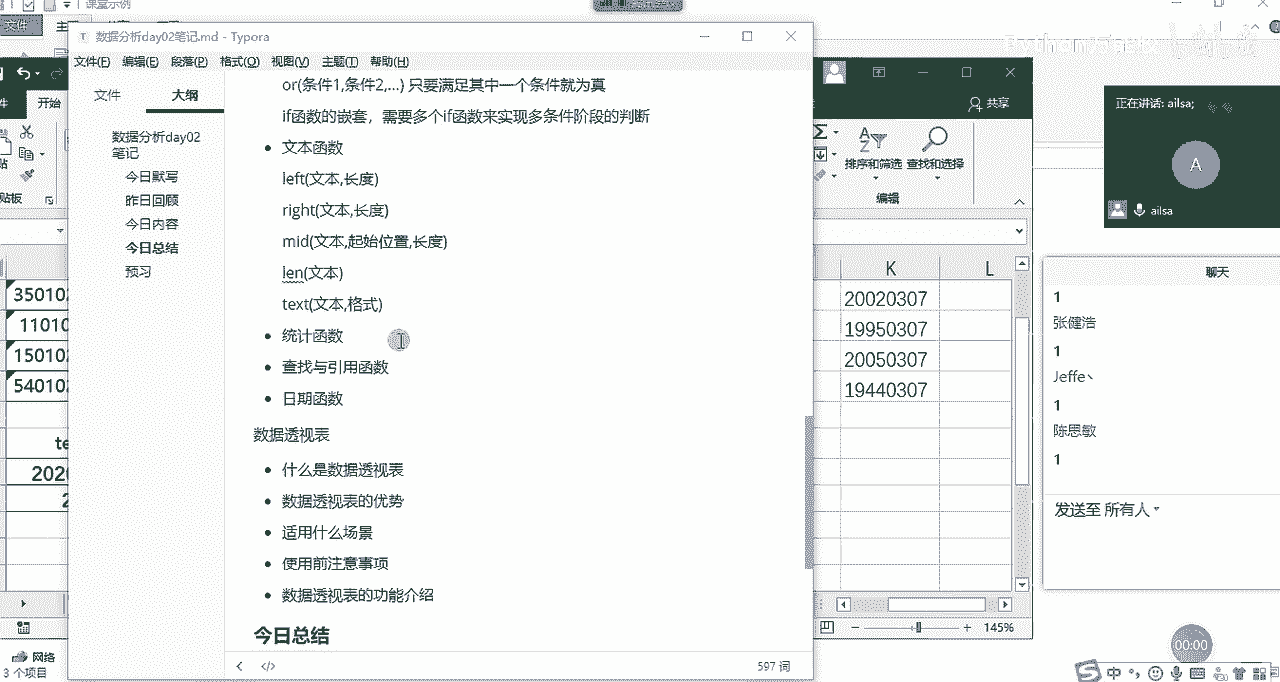 课堂示例
文件
数据分析day02笔记.md - Typora
文件(F) 编辑(E) 段落(P) 格式(O) 视图(V) 主题(T) 帮助(H)
文件 大纲
数据分析day02
笔记
今日默写
昨日回顾
今日内容
今日总结
预习
or(条件1,条件2,...) 只要满足其中一个条件就为真
if函数的嵌套，需要多个if函数来实现多条件阶段的判断
文本函数
left(文本,长度)
right(文本,长度)
mid(文本,起始位置,长度)
len(文本)
text(文本,格式)
统计函数
查找与引用函数
日期函数
数据透视表
什么是数据透视表
数据透视表的优势
适用什么场景
使用前注意事项
数据透视表的功能介绍
今日总结
597 词
开始
贴板
35010
1101
15010
54010
te
202
2
网络
3 个项目
共享
排序和筛选 查找和选择
编辑
K L
20020307
19950307
20050307
19440307
145%
正在讲话: ailsa;
A
ailsa
聊天
1
张健浩
1
Jeffe丶
1
陈思敏
1
发送至 所有人
00:00
中